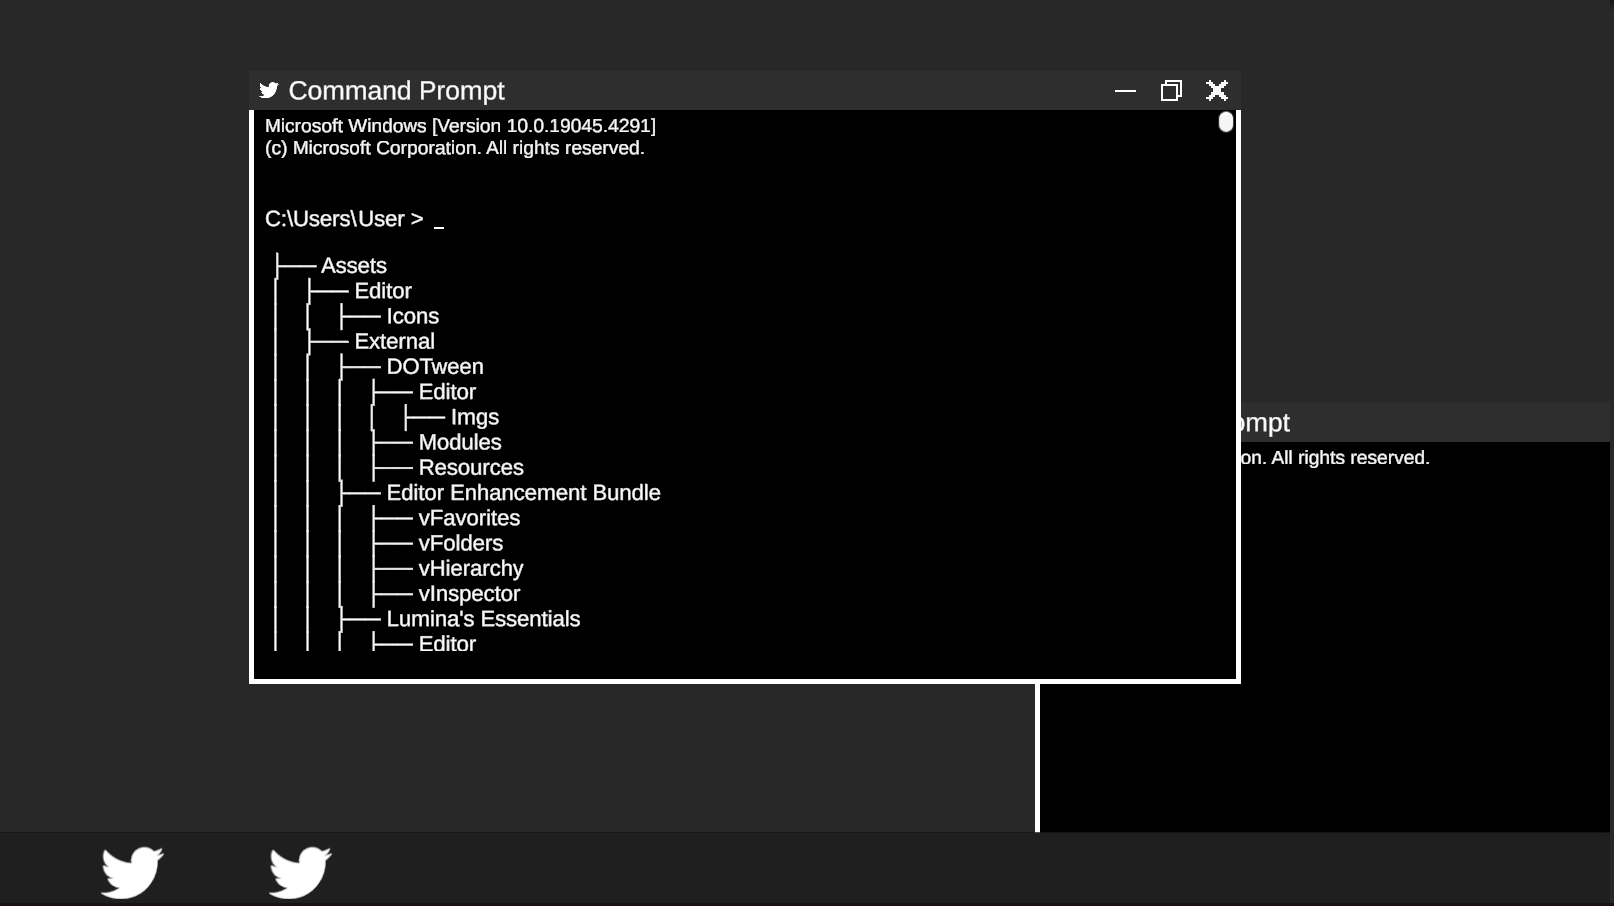 Command Prompt
Microsoft Windows [Version 10.0.19045.4291]
(c) Microsoft Corporation. All rights reserved.
C:\Users\User > _
Assets
Editor
Icons
External
DOTween
Editor
Imgs
Modules
Resources
Editor Enhancement Bundle
vFavorites
vFolders
vHierarchy
vInspector
Lumina's Essentials
Editor
ompt
on. All rights reserved.